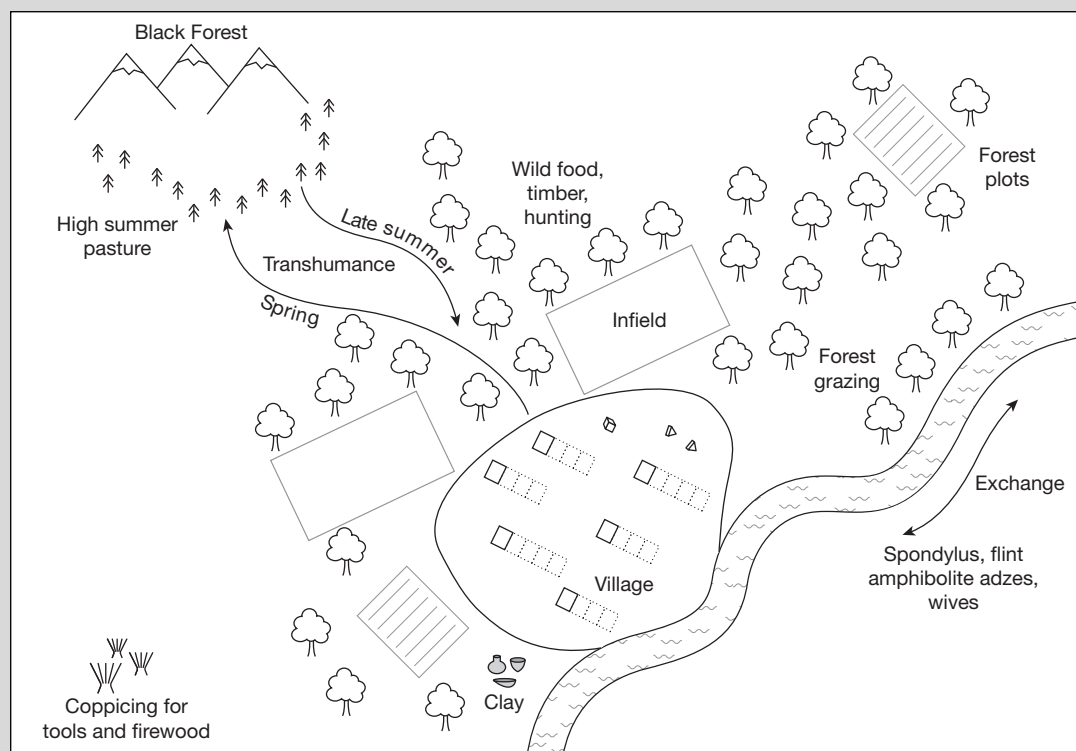 Black Forest
High summer
pasture
Late summer
Transhumance
Spring
Wild food,
timber,
hunting
Forest
plots
Infield
Forest
grazing
Exchange
Spondylus, flint
amphibolite adzes,
wives
Village
Clay
Coppicing for
tools and firewood